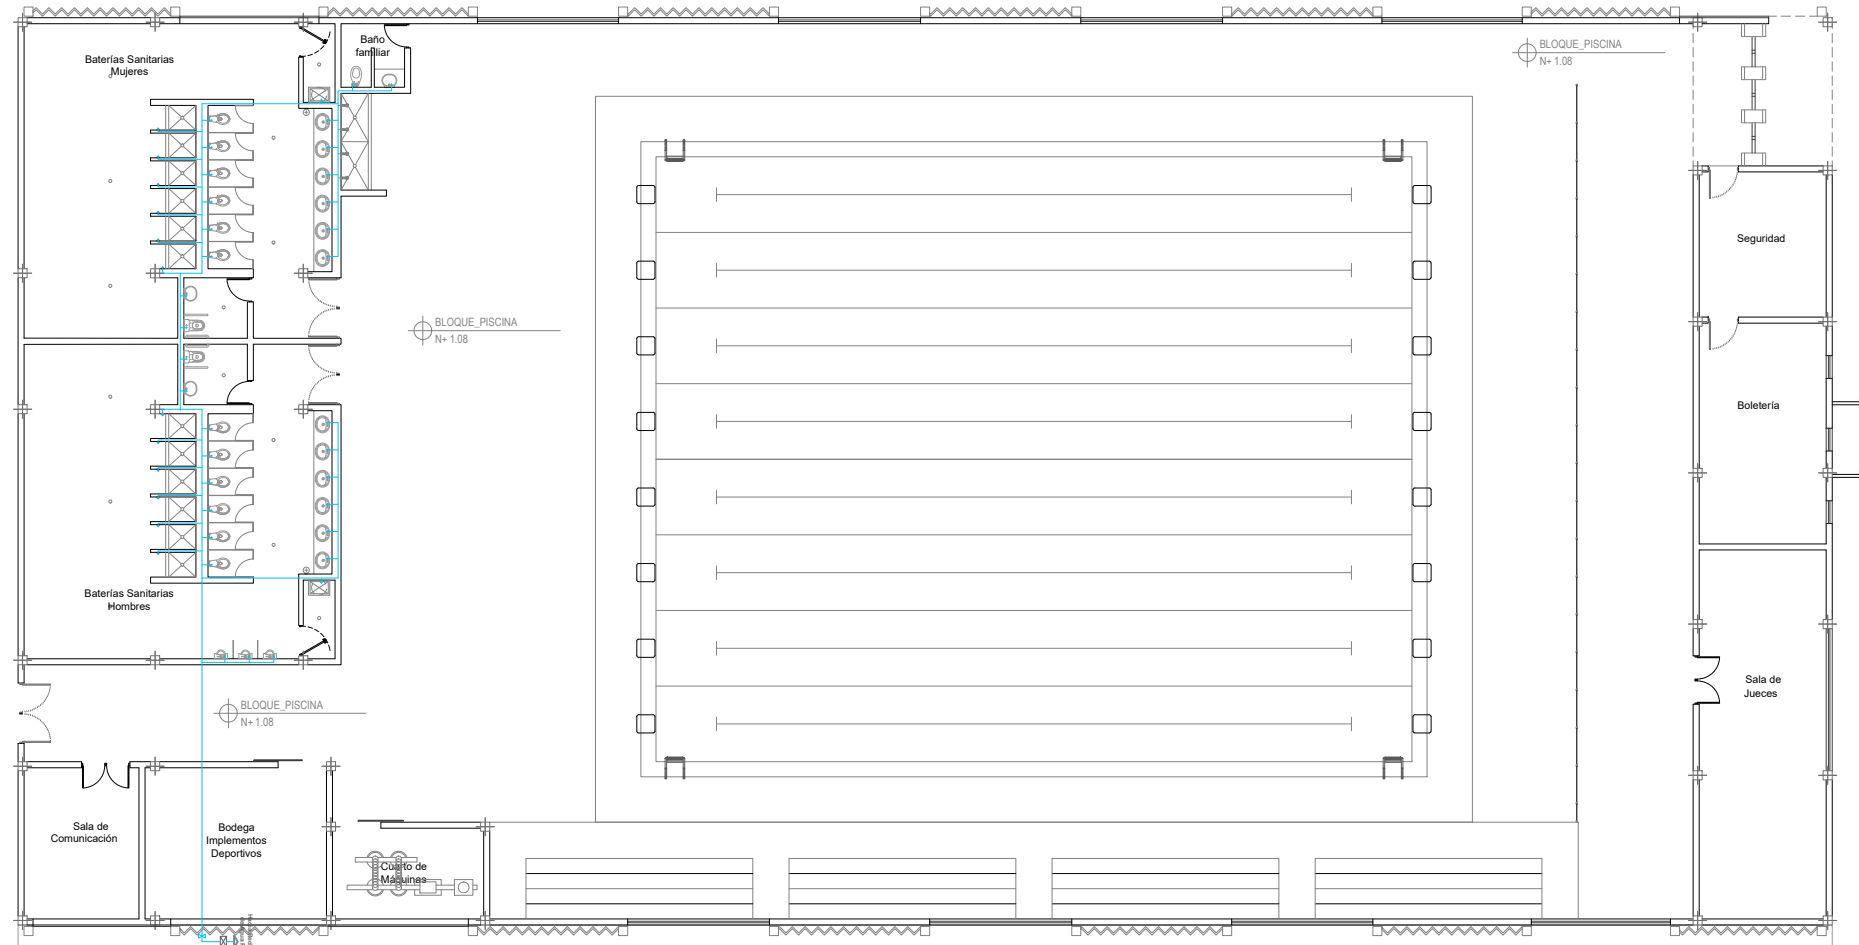 Baterías Sanitarias
Mujeres
Baño
familiar
BLOQUE_PISCINA
N+ 1.08
Seguridad
BLOQUE_PISCINA
N+ 1.08
Boletería
Baterías Sanitarias
Hombres
Sala de
Jueces
BLOQUE_PISCINA
N+ 1.08
Sala de
Comunicación
Bodega
Implementos
Deportivos
Cuarto de
Máquinas